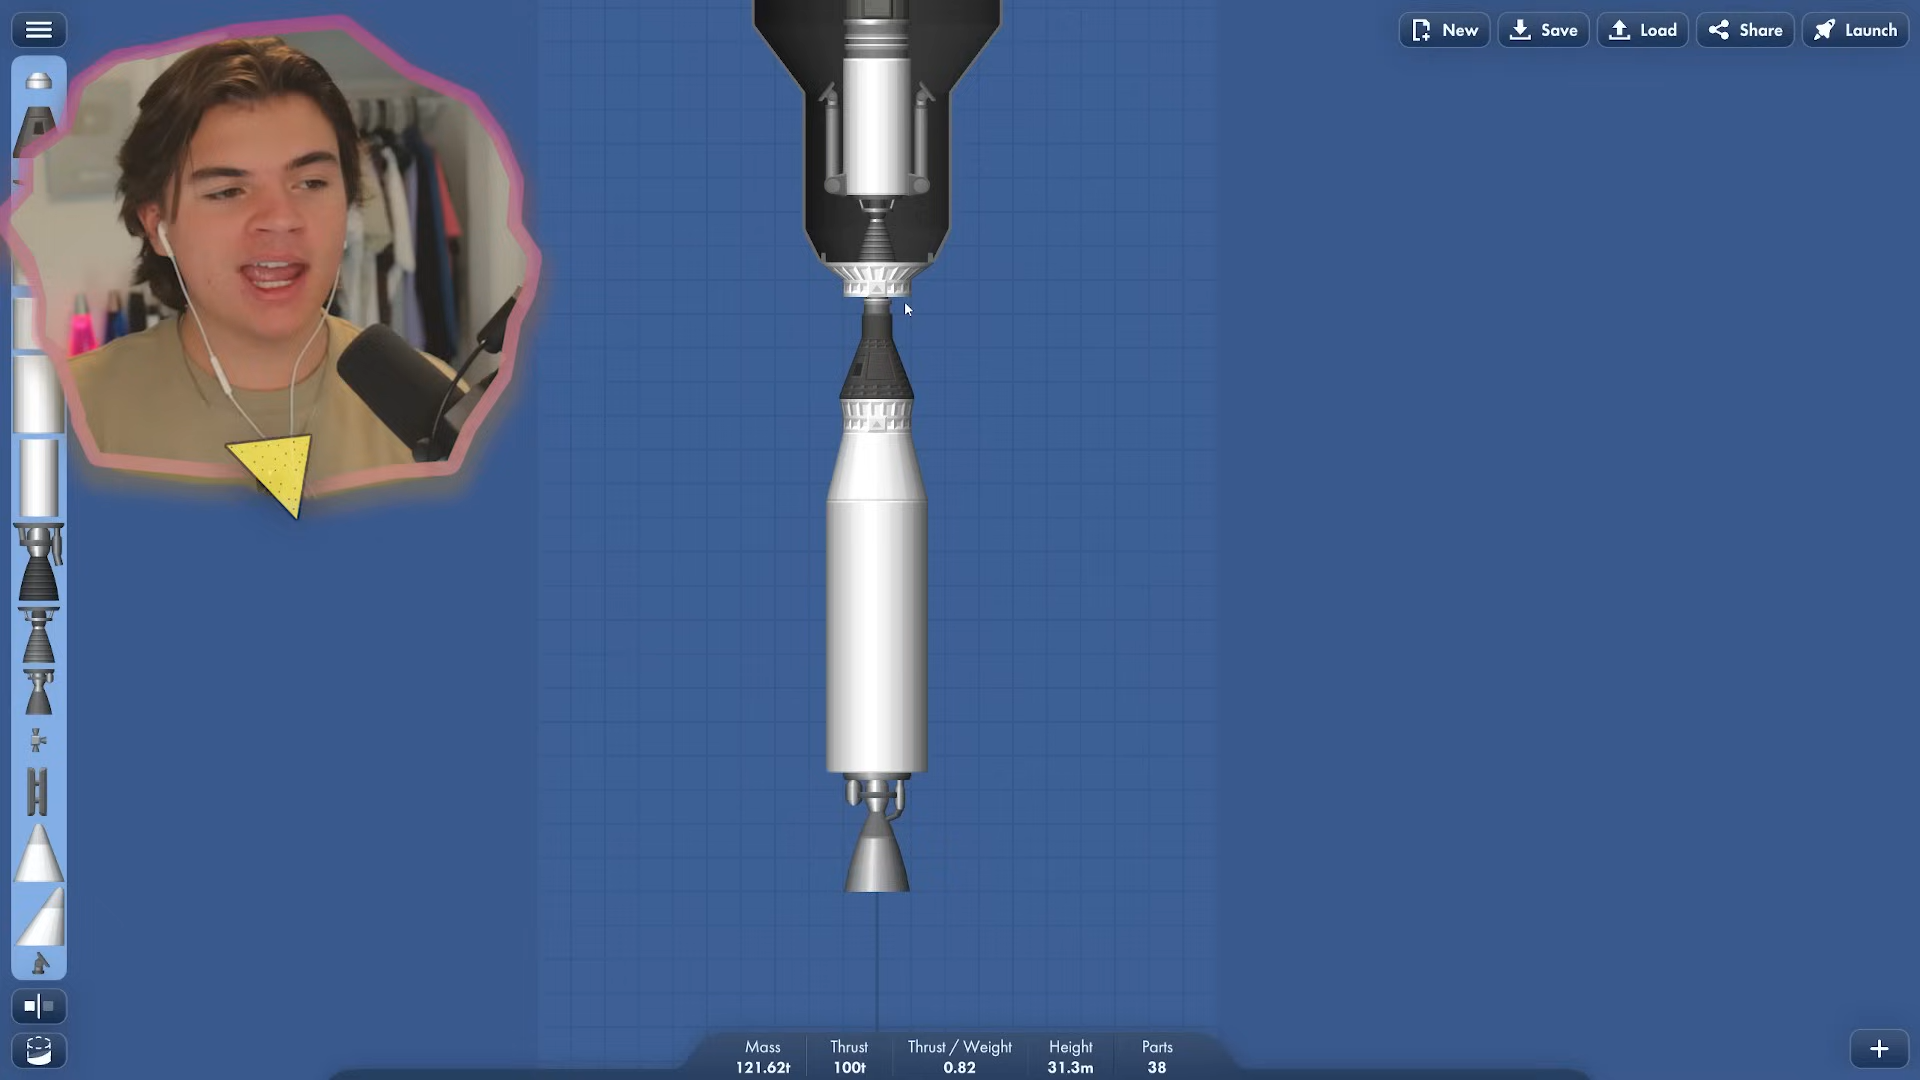 New
Save
Load
Share
Launch
Mass
Thrust
Thrust / Weight
Height
Parts
121.62t
100t
0.82
31.3m
38